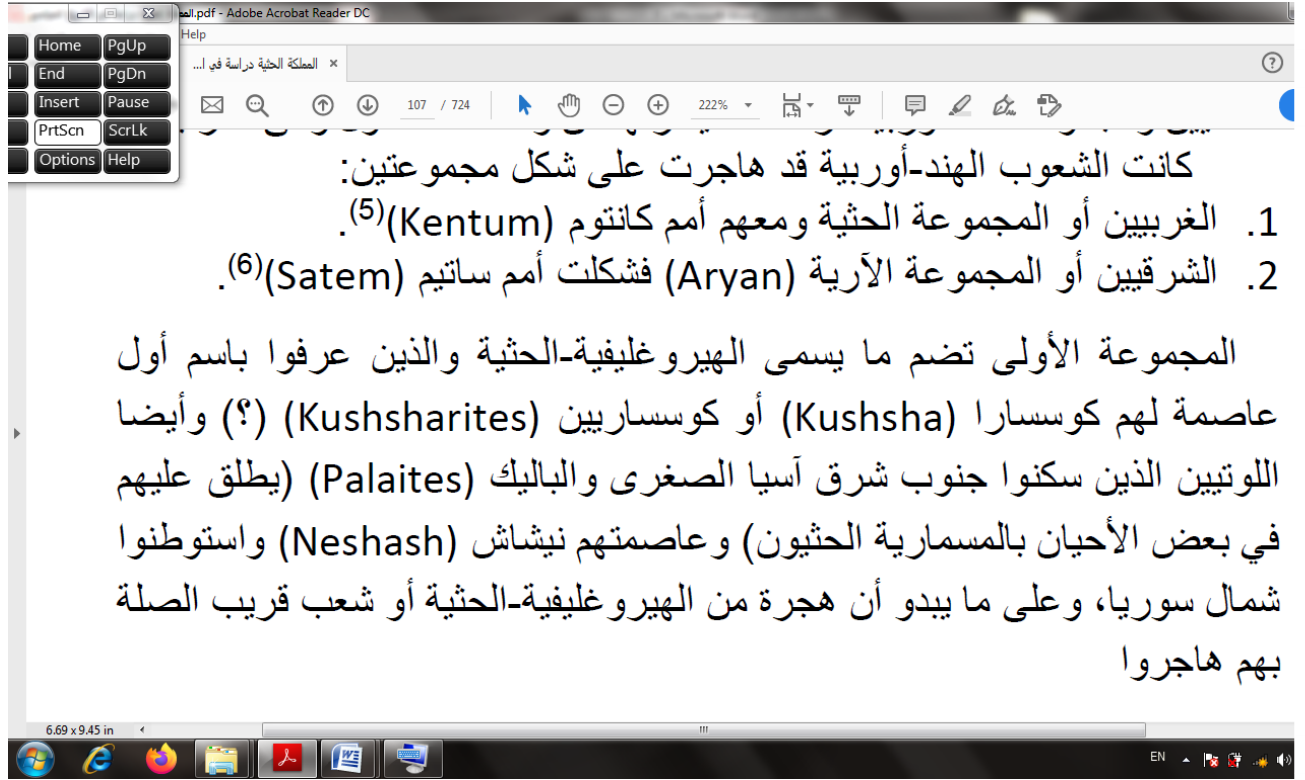 .pdf - Adobe Acrobat Reader DC
Help
Home PgUp
End PgDn
Insert Pause
PrtScn ScrLk
Options Help
المملكة الحثية دراسة في ا... ×
107 / 724 222%
كانت الشعوب الهند-أوربية قد هاجرت على شكل مجموعتين:
1. الغربيين أو المجموعة الحثية ومعهم أمم كانتوم (Kentum)(5).
2. الشرقيين أو المجموعة الآرية (Aryan) فشكلت أمم ساتيم (Satem)(6).
المجموعة الأولى تضم ما يسمى الهيروغليفية-الحثية والذين عرفوا باسم أول
عاصمة لهم كوسسارا (Kushsha) أو كوسساريين (Kushsharites) (؟) وأيضا
اللوتيين الذين سكنوا جنوب شرق آسيا الصغرى والباليك (Palaites) (يطلق عليهم
في بعض الأحيان بالمسمارية الحثيون) وعاصمتهم نيشاش (Neshash) واستوطنوا
شمال سوريا، وعلى ما يبدو أن هجرة من الهيروغليفية-الحثية أو شعب قريب الصلة
بهم هاجروا
6.69 x 9.45 in
EN